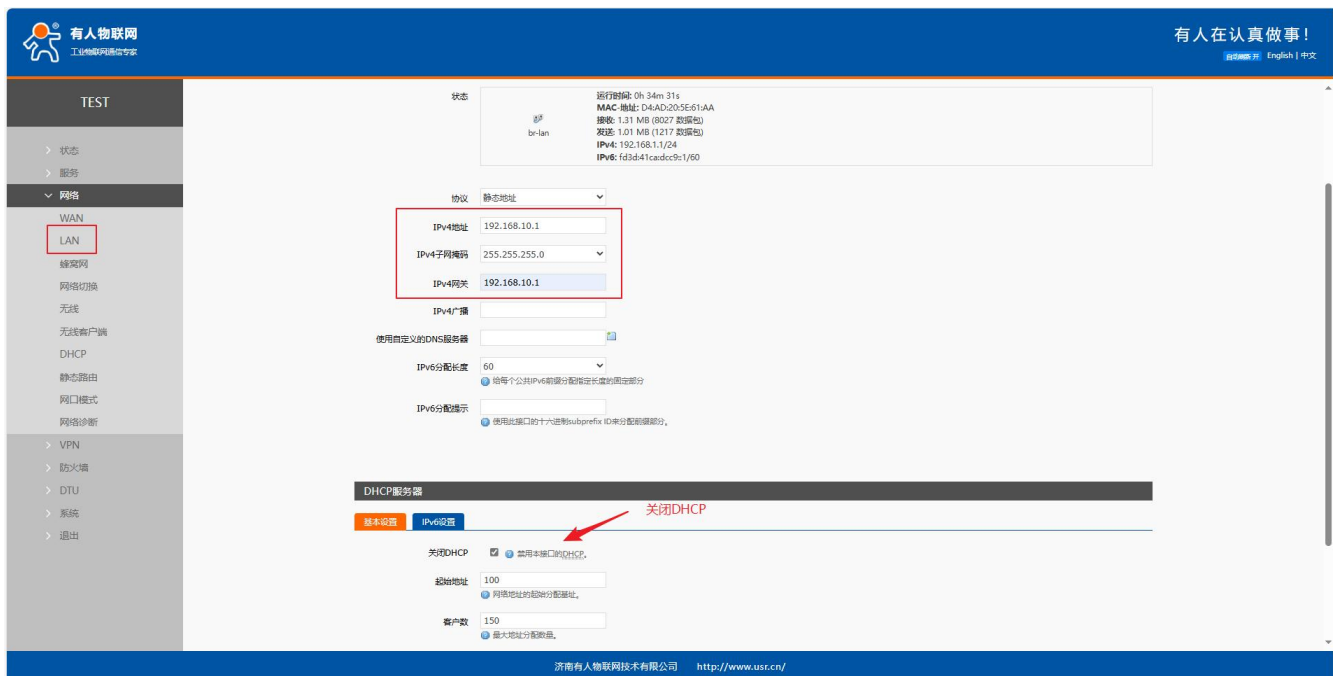 有人物联网
工业物联网通信专家
有人在认真做事！
自动刷新 开 English | 中文
TEST
状态
服务
网络
WAN
LAN
蜂窝网
网络切换
无线
无线客户端
DHCP
静态路由
网口模式
网络诊断
VPN
防火墙
DTU
系统
退出
状态
br-lan
运行时间: 0h 34m 31s
MAC-地址: D4:AD:20:5E:61:AA
接收: 1.31 MB (8027 数据包)
发送: 1.01 MB (1217 数据包)
IPv4: 192.168.1.1/24
IPv6: fd3d:41ca:dcc9::1/60
协议 静态地址
IPv4地址 192.168.10.1
IPv4子网掩码 255.255.255.0
IPv4网关 192.168.10.1
IPv4广播
使用自定义的DNS服务器
IPv6分配长度 60
给每个公共IPv6前缀分配指定长度的固定部分
IPv6分配提示
使用此接口的十六进制subprefix ID来分配前缀部分。
DHCP服务器
基本设置 IPv6设置
关闭DHCP
关闭DHCP 禁用本接口的DHCP。
起始地址 100
网络地址的起始分配基址。
客户数 150
最大地址分配数量。
济南有人物联网技术有限公司 http://www.usr.cn/